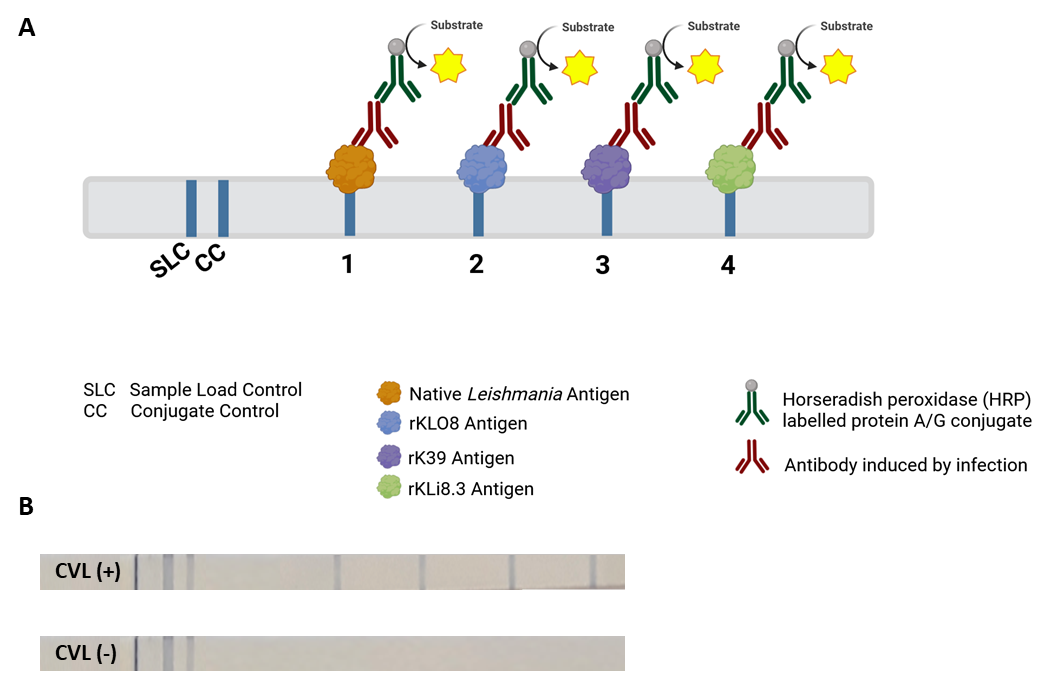 A
Substrate
Substrate
Substrate
Substrate
SLC
CC
1
2
3
4
SLC Sample Load Control
CC Conjugate Control
Native Leishmania Antigen
rKLO8 Antigen
rK39 Antigen
rKLi8.3 Antigen
Horseradish peroxidase (HRP)
labelled protein A/G conjugate
Antibody induced by infection
B
CVL (+)
CVL (-)